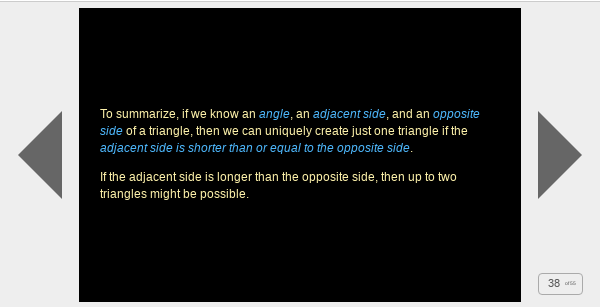 To summarize, if we know an angle, an adjacent side, and an opposite
side of a triangle, then we can uniquely create just one triangle if the
adjacent side is shorter than or equal to the opposite side.
If the adjacent side is longer than the opposite side, then up to two
triangles might be possible.
38